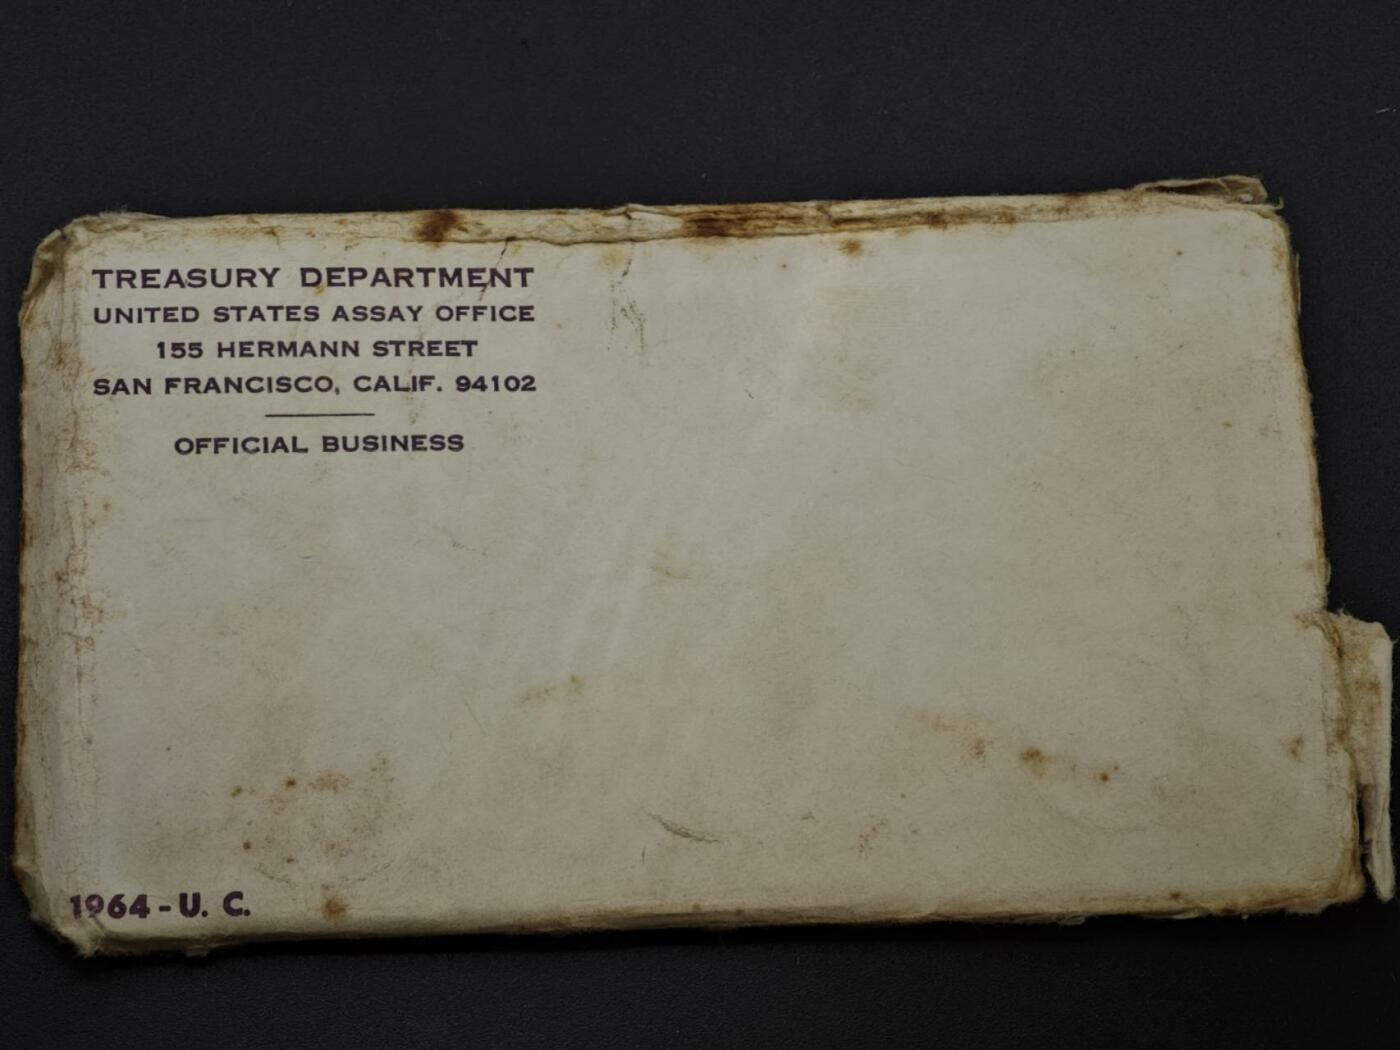 TREASURY DEPARTMENT
UNITED STATES ASSAY OFFICE
155 HERMANN STREET
SAN FRANCISCO, CALIF. 94102
OFFICIAL BUSINESS
1964-U. C.